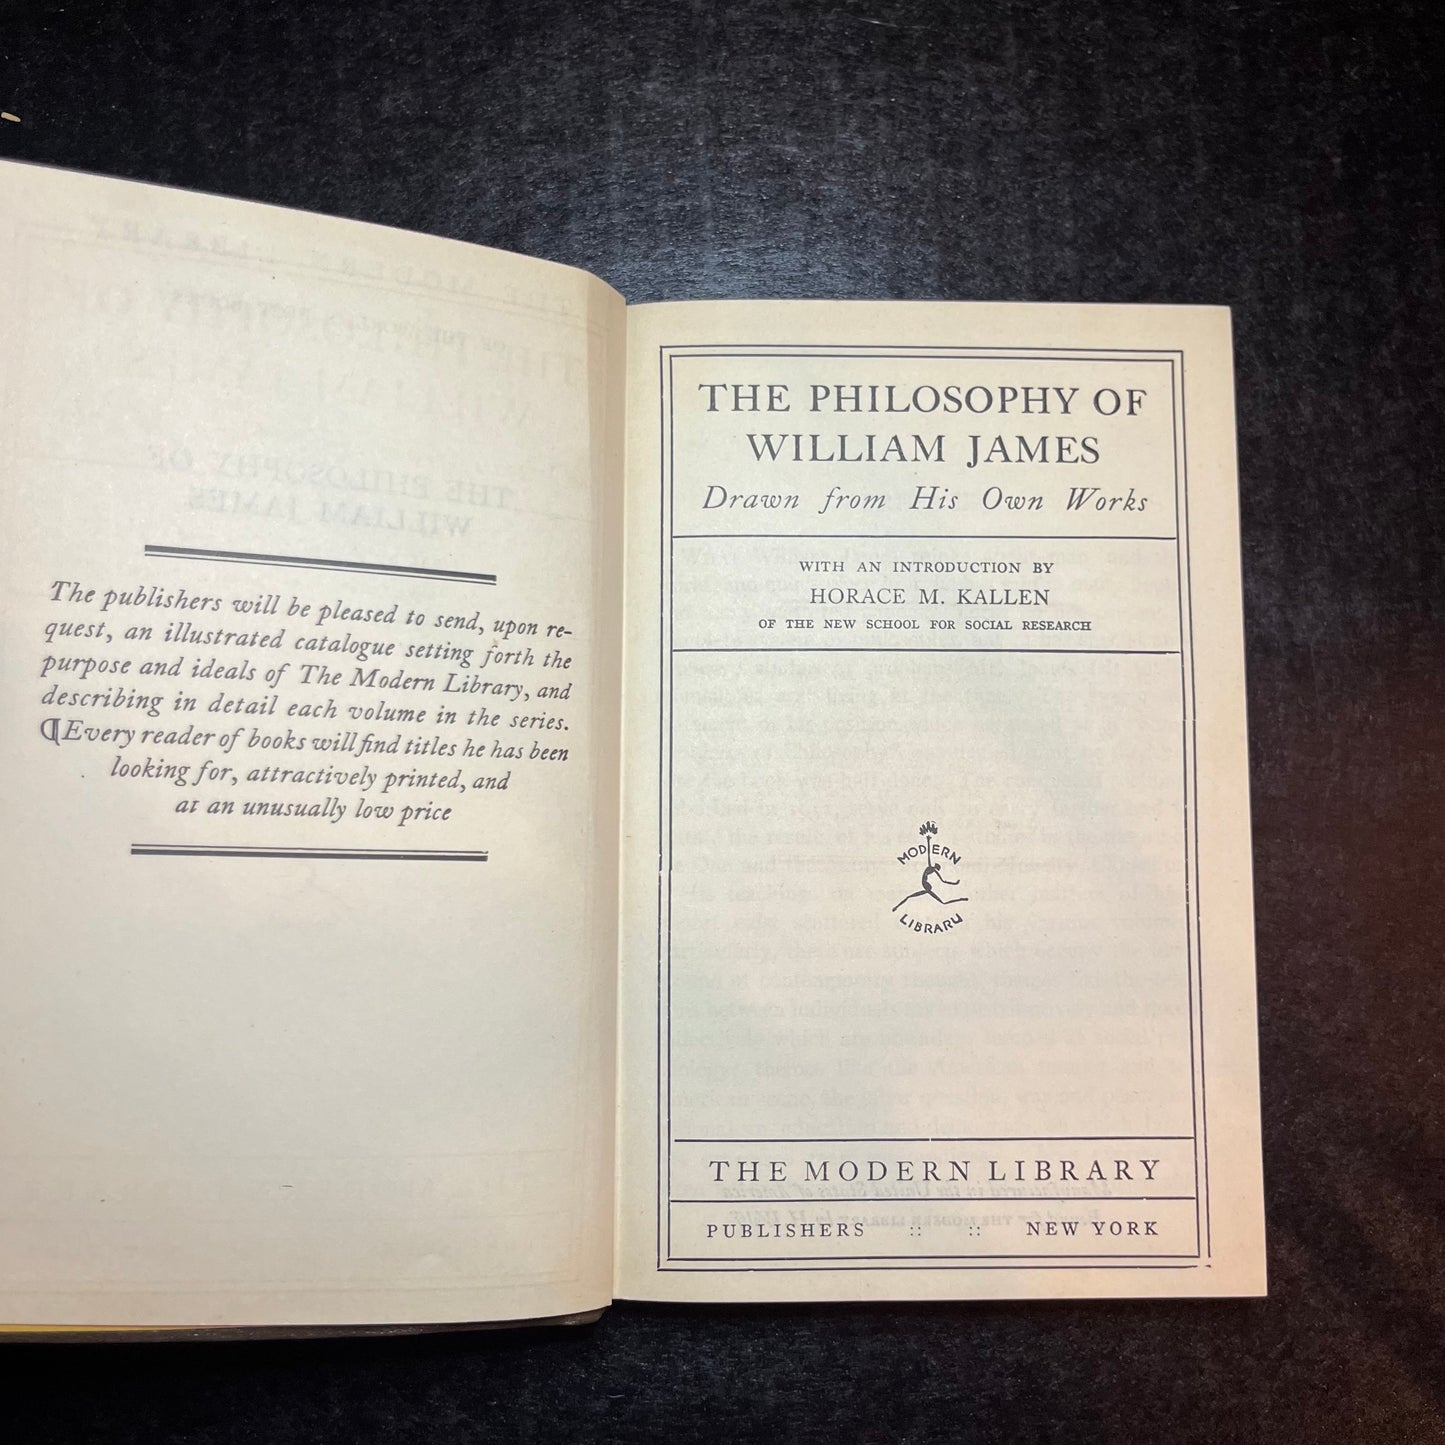 The publishers will be pleased to send, upon re-
quest, an illustrated catalogue setting forth the
purpose and ideals of The Modern Library, and
describing in detail each volume in the series.
¶Every reader of books will find titles he has been
looking for, attractively printed, and
at an unusually low price
THE PHILOSOPHY OF
WILLIAM JAMES
Drawn from His Own Works
WITH AN INTRODUCTION BY
HORACE M. KALLEN
OF THE NEW SCHOOL FOR SOCIAL RESEARCH
MODERN
LIBRARY
THE MODERN LIBRARY
PUBLISHERS :: :: NEW YORK